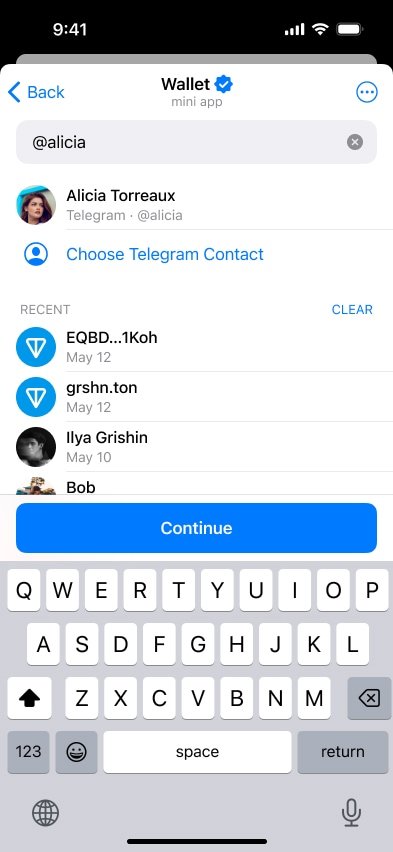 9:41
Back
Wallet
mini app
@alicia
Alicia Torreaux
Telegram · @alicia
Choose Telegram Contact
RECENT
CLEAR
EQBD...1Koh
May 12
grshn.ton
May 12
Ilya Grishin
May 10
Bob
Continue
Q W E R T Y U I O P
A S D F G H J K L
Z X C V B N M
123
space
return